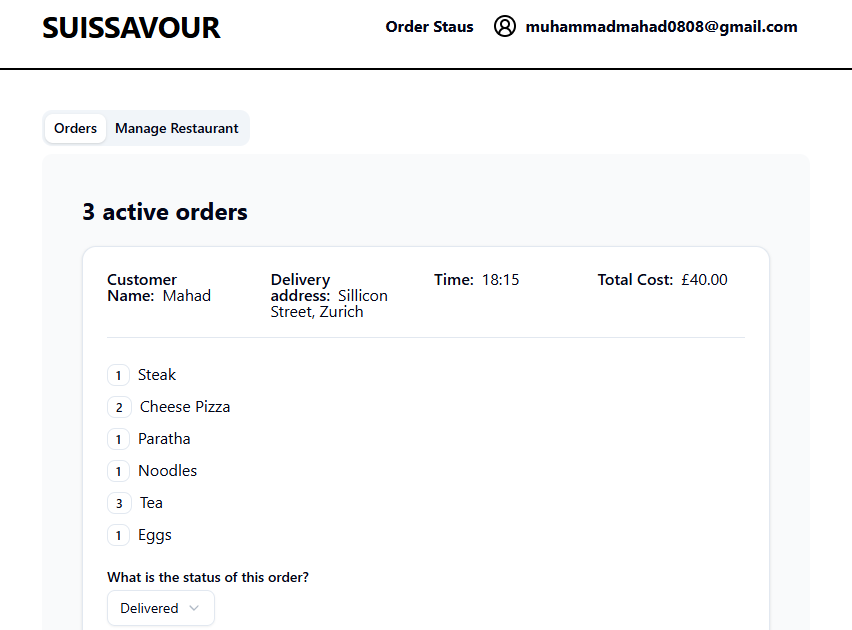 SUISSAVOUR
Order Staus
muhammadmahad0808@gmail.com
Orders
Manage Restaurant
3 active orders
Customer
Name: Mahad
Delivery
address: Sillicon
Street, Zurich
Time: 18:15
Total Cost: £40.00
1 Steak
2 Cheese Pizza
1 Paratha
1 Noodles
3 Tea
1 Eggs
What is the status of this order?
Delivered